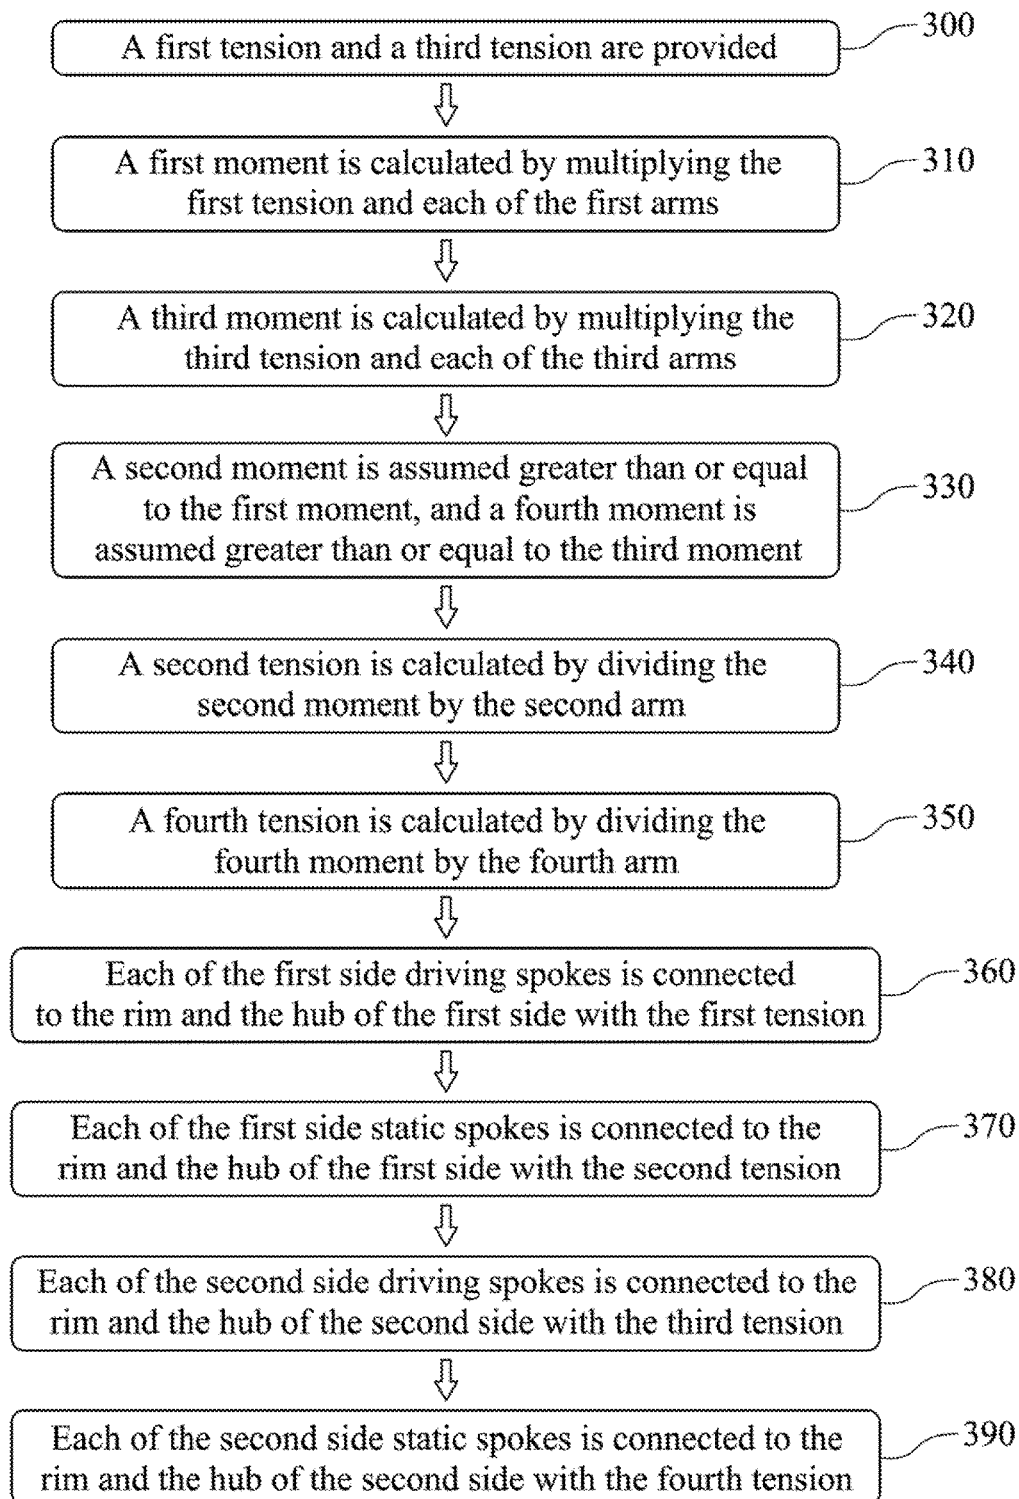 A first tension and a third tension are provided
300
A first moment is calculated by multiplying the
first tension and each of the first arms
310
A third moment is calculated by multiplying the
third tension and each of the third arms
320
A second moment is assumed greater than or equal
to the first moment, and a fourth moment is
assumed greater than or equal to the third moment
330
A second tension is calculated by dividing the
second moment by the second arm
340
A fourth tension is calculated by dividing the
fourth moment by the fourth arm
350
Each of the first side driving spokes is connected
to the rim and the hub of the first side with the first tension
360
Each of the first side static spokes is connected to the
rim and the hub of the first side with the second tension
370
Each of the second side driving spokes is connected to the
rim and the hub of the second side with the third tension
380
Each of the second side static spokes is connected to the
rim and the hub of the second side with the fourth tension
390